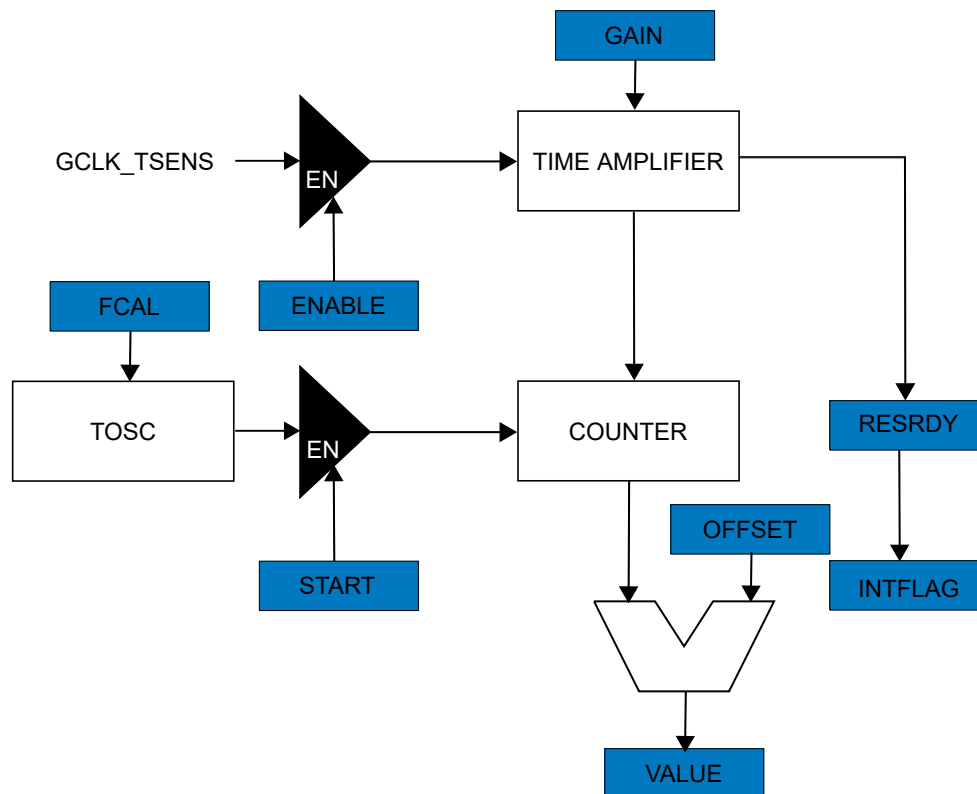 GAIN
GCLK_TSENS
EN
TIME AMPLIFIER
FCAL
ENABLE
TOSC
EN
COUNTER
RESRDY
OFFSET
START
INTFLAG
VALUE